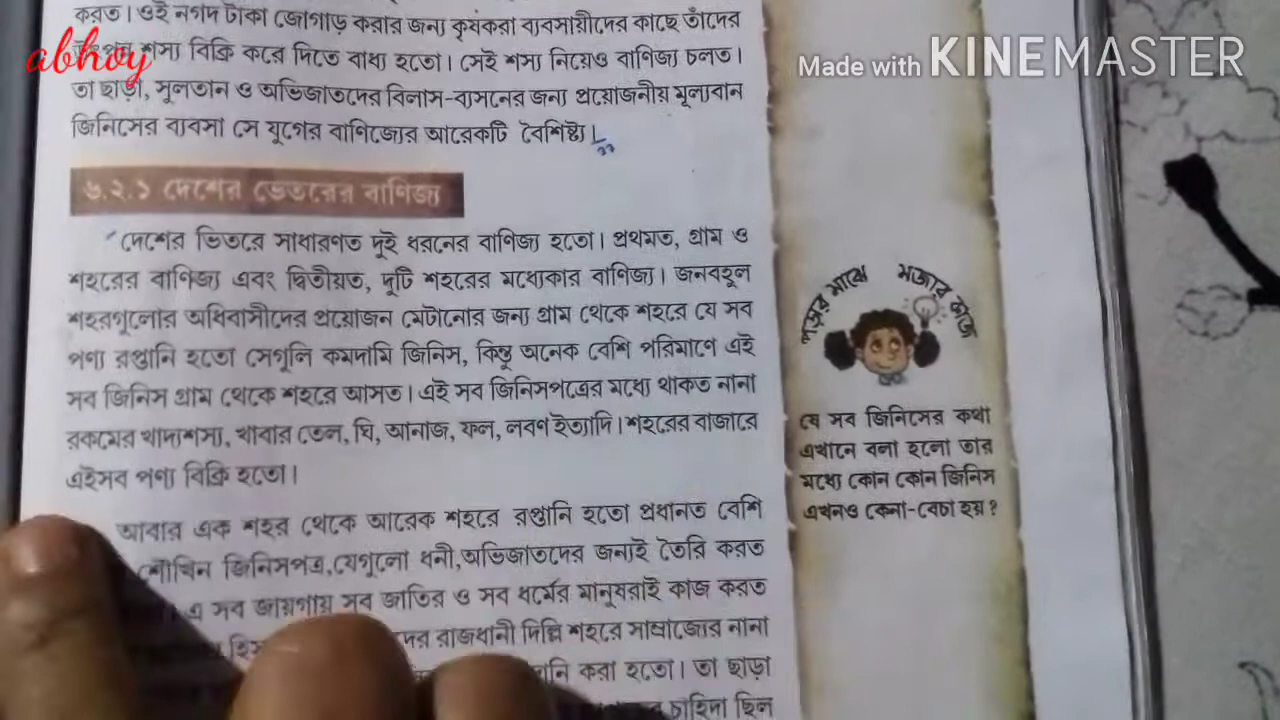 করত। ওই নগদ টাকা জোগাড় করার জন্য কৃষকরা ব্যবসায়ীদের কাছে তাঁদের
শস্য বিক্রি করে দিতে বাধ্য হতো। সেই শস্য নিয়েও বাণিজ্য চলত।
তা ছাড়া, সুলতান ও অভিজাতদের বিলাস-ব্যসনের জন্য প্রয়োজনীয় মূল্যবান
জিনিসের ব্যবসা সে যুগের বাণিজ্যের আরেকটি বৈশিষ্ট্য।
abhoy
Made with KINEMASTER
৬.২.১ দেশের ভেতরের বাণিজ্য
দেশের ভিতরে সাধারণত দুই ধরনের বাণিজ্য হতো। প্রথমত, গ্রাম ও
শহরের বাণিজ্য এবং দ্বিতীয়ত, দুটি শহরের মধ্যেকার বাণিজ্য। জনবহুল
শহরগুলোর অধিবাসীদের প্রয়োজন মেটানোর জন্য গ্রাম থেকে শহরে যে সব
পণ্য রপ্তানি হতো সেগুলি কমদামি জিনিস, কিন্তু অনেক বেশি পরিমাণে এই
সব জিনিস গ্রাম থেকে শহরে আসত। এই সব জিনিসপত্রের মধ্যে থাকত নানা
রকমের খাদ্যশস্য, খাবার তেল, ঘি, আনাজ, ফল, লবণ ইত্যাদি। শহরের বাজারে
এইসব পণ্য বিক্রি হতো।
আবার এক শহর থেকে আরেক শহরে রপ্তানি হতো প্রধানত বেশি
শৌখিন জিনিসপত্র, যেগুলো ধনী, অভিজাতদের জন্যই তৈরি করত
এ সব জায়গায় সব জাতির ও সব ধর্মের মানুষরাই কাজ করত
রাজধানী দিল্লি শহরে সাম্রাজ্যের নানা
করা হতো। তা ছাড়া
চাহিদা ছিল
পড়ার মাঝে মজার কাজ
যে সব জিনিসের কথা
এখানে বলা হলো তার
মধ্যে কোন কোন জিনিস
এখনও কেনা-বেচা হয়?